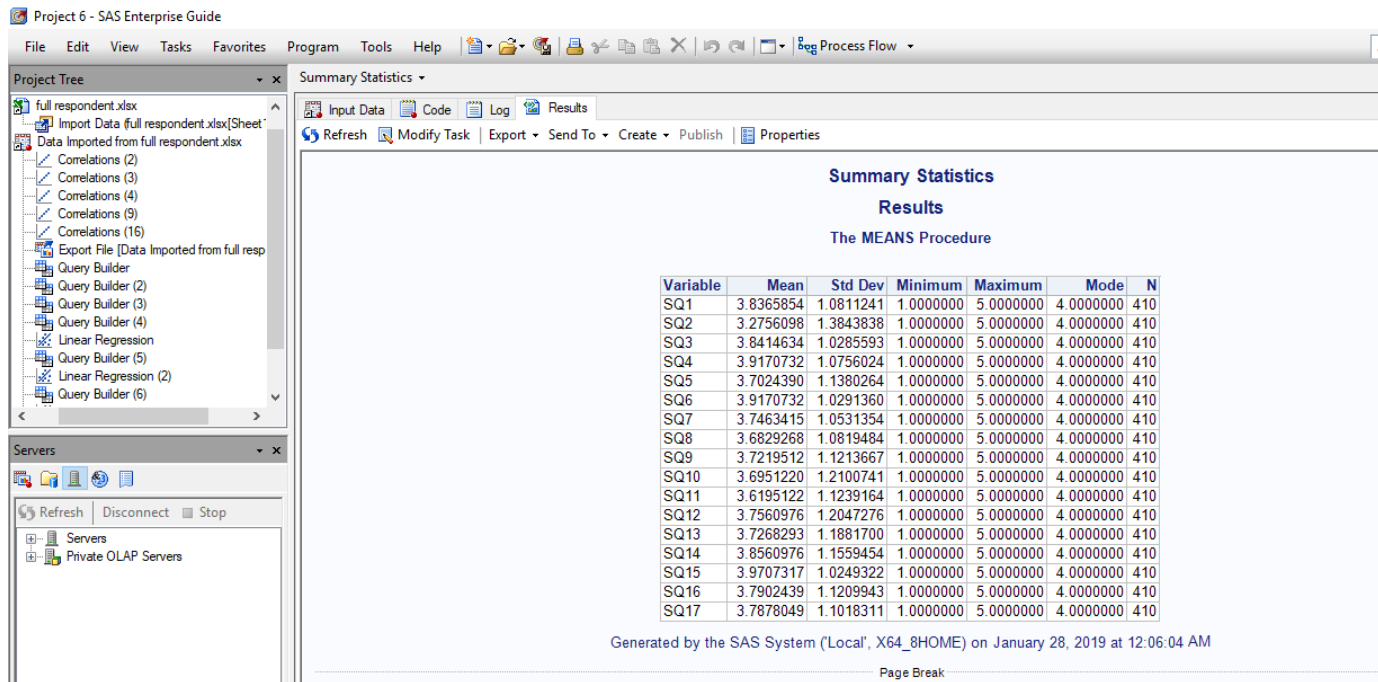 Project 6 - SAS Enterprise Guide
File Edit View Tasks Favorites Program Tools Help Process Flow
Project Tree
full respondent.xlsx
Import Data (full respondent.xlsx[Sheet1
Data Imported from full respondent.xlsx
Correlations (2)
Correlations (3)
Correlations (4)
Correlations (9)
Correlations (16)
Export File [Data Imported from full resp
Query Builder
Query Builder (2)
Query Builder (3)
Query Builder (4)
Linear Regression
Query Builder (5)
Linear Regression (2)
Query Builder (6)
Servers
Refresh Disconnect Stop
Servers
Private OLAP Servers
Summary Statistics
Input Data Code Log Results
Refresh Modify Task Export Send To Create Publish Properties
Summary Statistics
Results
The MEANS Procedure
Variable Mean Std Dev Minimum Maximum Mode N
SQ1 3.8365854 1.0811241 1.0000000 5.0000000 4.0000000 410
SQ2 3.2756098 1.3843838 1.0000000 5.0000000 4.0000000 410
SQ3 3.8414634 1.0285593 1.0000000 5.0000000 4.0000000 410
SQ4 3.9170732 1.0756024 1.0000000 5.0000000 4.0000000 410
SQ5 3.7024390 1.1380264 1.0000000 5.0000000 4.0000000 410
SQ6 3.9170732 1.0291360 1.0000000 5.0000000 4.0000000 410
SQ7 3.7463415 1.0531354 1.0000000 5.0000000 4.0000000 410
SQ8 3.6829268 1.0819484 1.0000000 5.0000000 4.0000000 410
SQ9 3.7219512 1.1213667 1.0000000 5.0000000 4.0000000 410
SQ10 3.6951220 1.2100741 1.0000000 5.0000000 4.0000000 410
SQ11 3.6195122 1.1239164 1.0000000 5.0000000 4.0000000 410
SQ12 3.7560976 1.2047276 1.0000000 5.0000000 4.0000000 410
SQ13 3.7268293 1.1881700 1.0000000 5.0000000 4.0000000 410
SQ14 3.8560976 1.1559454 1.0000000 5.0000000 4.0000000 410
SQ15 3.9707317 1.0249322 1.0000000 5.0000000 4.0000000 410
SQ16 3.7902439 1.1209943 1.0000000 5.0000000 4.0000000 410
SQ17 3.7878049 1.1018311 1.0000000 5.0000000 4.0000000 410
Generated by the SAS System ('Local', X64_8HOME) on January 28, 2019 at 12:06:04 AM
Page Break